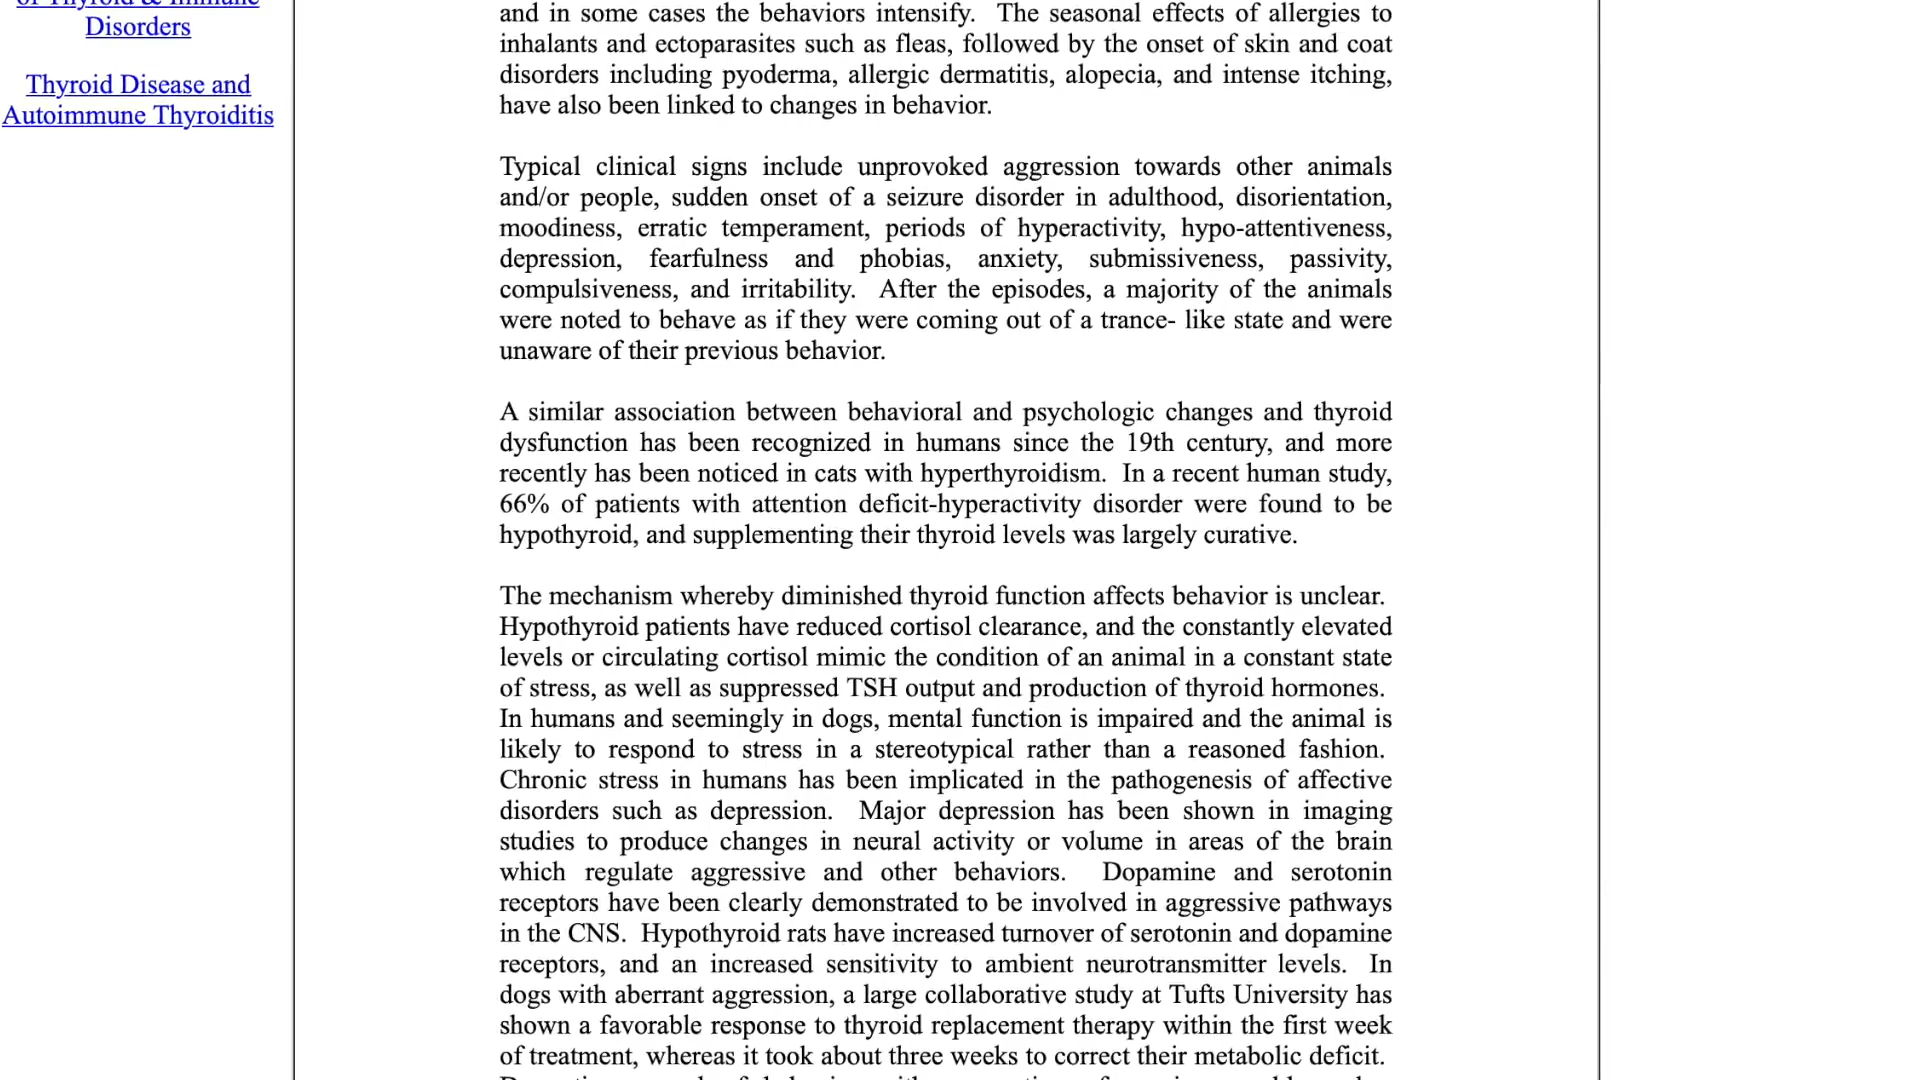 of Thyroid & Immune
Disorders
Thyroid Disease and
Autoimmune Thyroiditis
and in some cases the behaviors intensify.  The seasonal effects of allergies to
inhalants and ectoparasites such as fleas, followed by the onset of skin and coat
disorders including pyoderma, allergic dermatitis, alopecia, and intense itching,
have also been linked to changes in behavior.
Typical clinical signs include unprovoked aggression towards other animals
and/or people, sudden onset of a seizure disorder in adulthood, disorientation,
moodiness, erratic temperament, periods of hyperactivity, hypo-attentiveness,
depression, fearfulness and phobias, anxiety, submissiveness, passivity,
compulsiveness, and irritability.  After the episodes, a majority of the animals
were noted to behave as if they were coming out of a trance- like state and were
unaware of their previous behavior.
A similar association between behavioral and psychologic changes and thyroid
dysfunction has been recognized in humans since the 19th century, and more
recently has been noticed in cats with hyperthyroidism.  In a recent human study,
66% of patients with attention deficit-hyperactivity disorder were found to be
hypothyroid, and supplementing their thyroid levels was largely curative.
The mechanism whereby diminished thyroid function affects behavior is unclear.
Hypothyroid patients have reduced cortisol clearance, and the constantly elevated
levels or circulating cortisol mimic the condition of an animal in a constant state
of stress, as well as suppressed TSH output and production of thyroid hormones.
In humans and seemingly in dogs, mental function is impaired and the animal is
likely to respond to stress in a stereotypical rather than a reasoned fashion.
Chronic stress in humans has been implicated in the pathogenesis of affective
disorders such as depression.  Major depression has been shown in imaging
studies to produce changes in neural activity or volume in areas of the brain
which regulate aggressive and other behaviors.  Dopamine and serotonin
receptors have been clearly demonstrated to be involved in aggressive pathways
in the CNS.  Hypothyroid rats have increased turnover of serotonin and dopamine
receptors, and an increased sensitivity to ambient neurotransmitter levels.  In
dogs with aberrant aggression, a large collaborative study at Tufts University has
shown a favorable response to thyroid replacement therapy within the first week
of treatment, whereas it took about three weeks to correct their metabolic deficit.